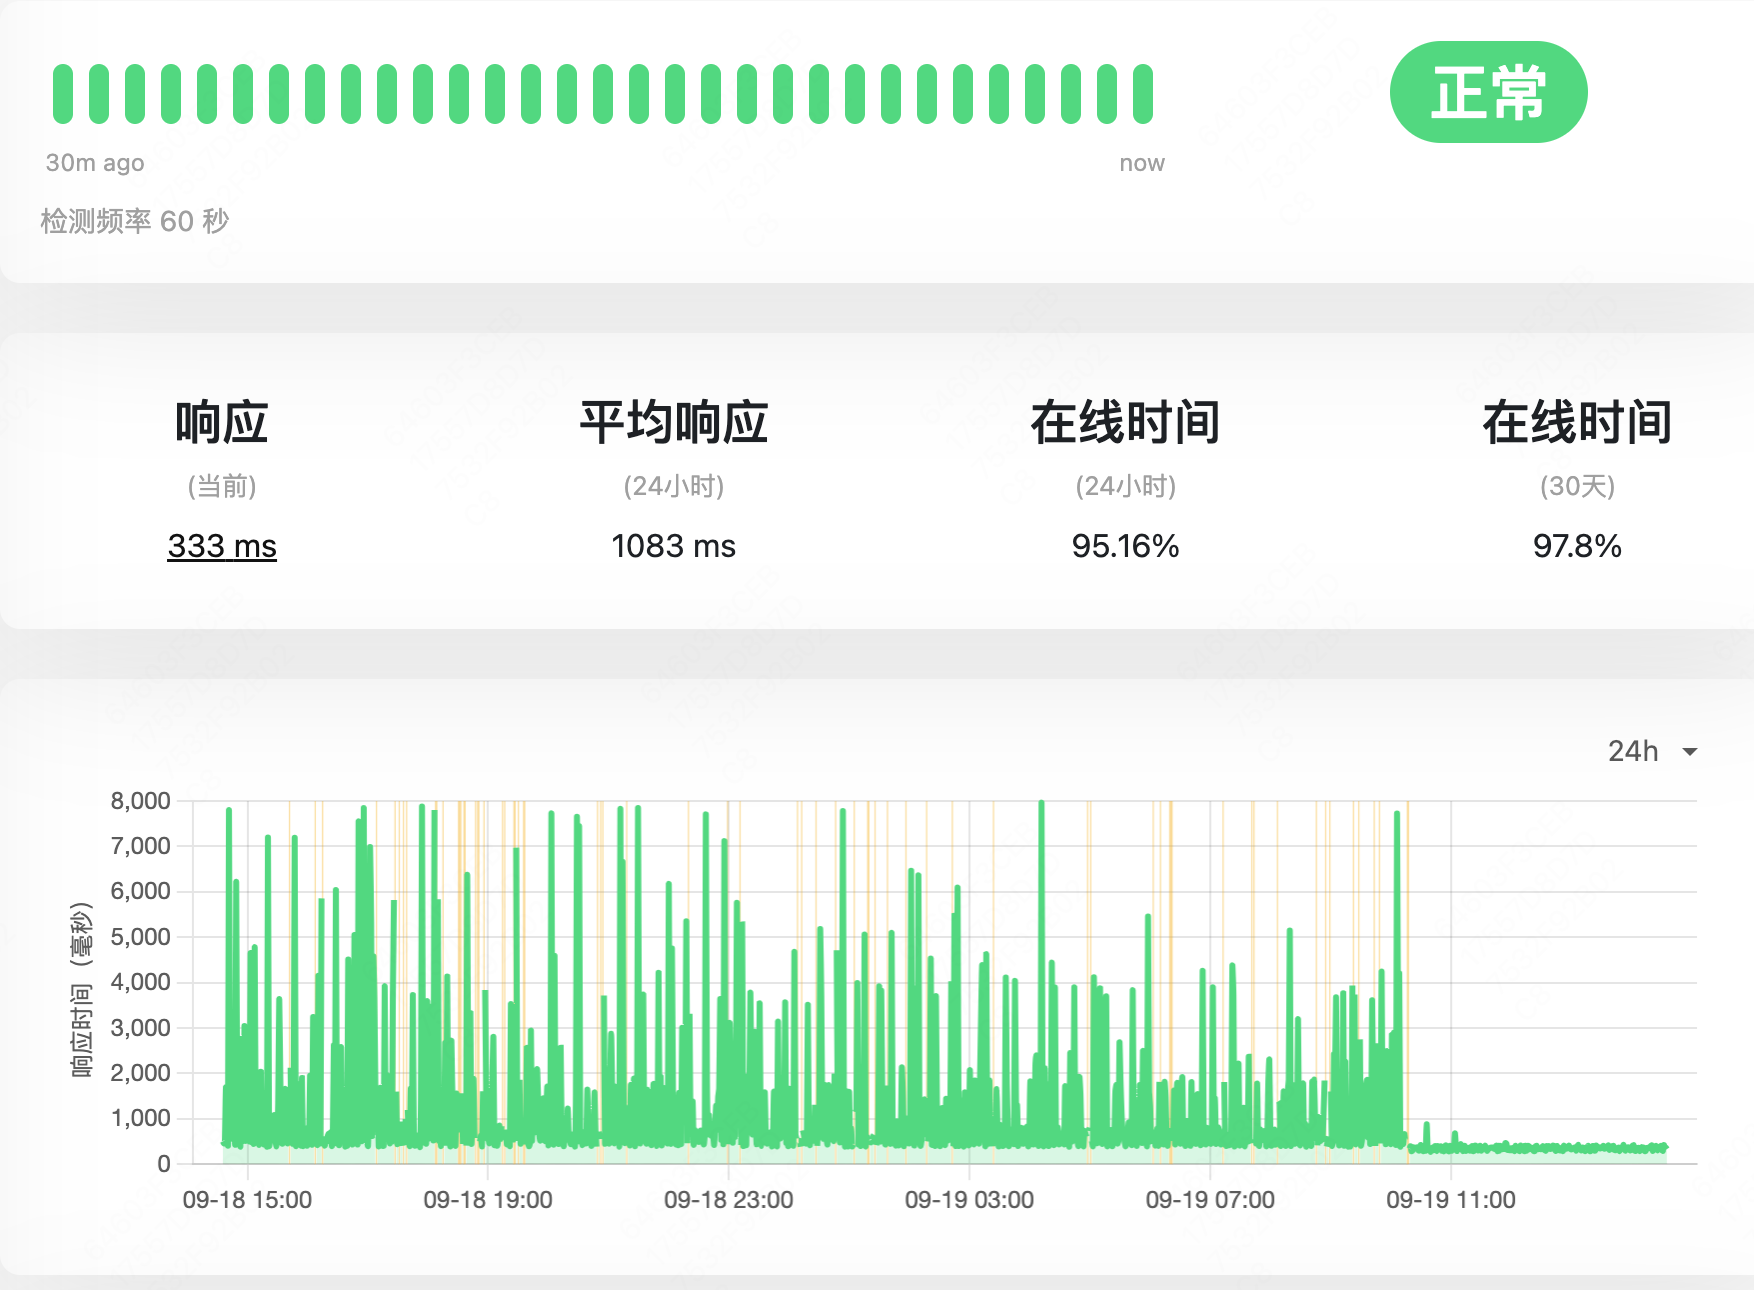 正常
30m ago
now
检测频率 60 秒
响应
(当前)
333 ms
平均响应
(24小时)
1083 ms
在线时间
(24小时)
95.16%
在线时间
(30天)
97.8%
24h
响应时间（毫秒）
8,000
7,000
6,000
5,000
4,000
3,000
2,000
1,000
0
09-18 15:00
09-18 19:00
09-18 23:00
09-19 03:00
09-19 07:00
09-19 11:00